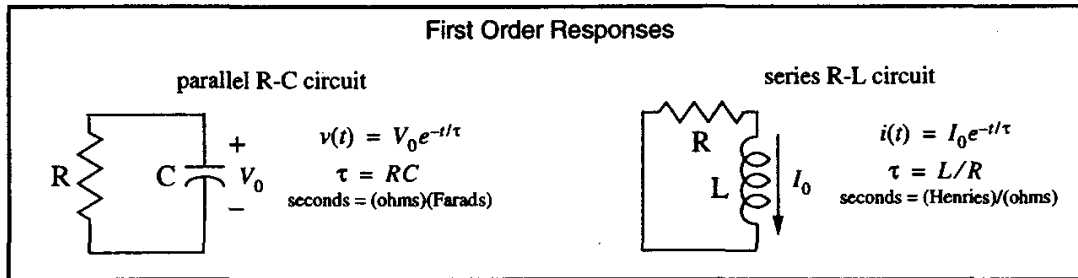 First Order Responses
parallel R-C circuit
R
C
+
V₀
−
v(t) = V₀e^{−t/τ}
τ = RC
seconds = (ohms)(Farads)
series R-L circuit
R
L
I₀
i(t) = I₀e^{−t/τ}
τ = L/R
seconds = (Henries)/(ohms)